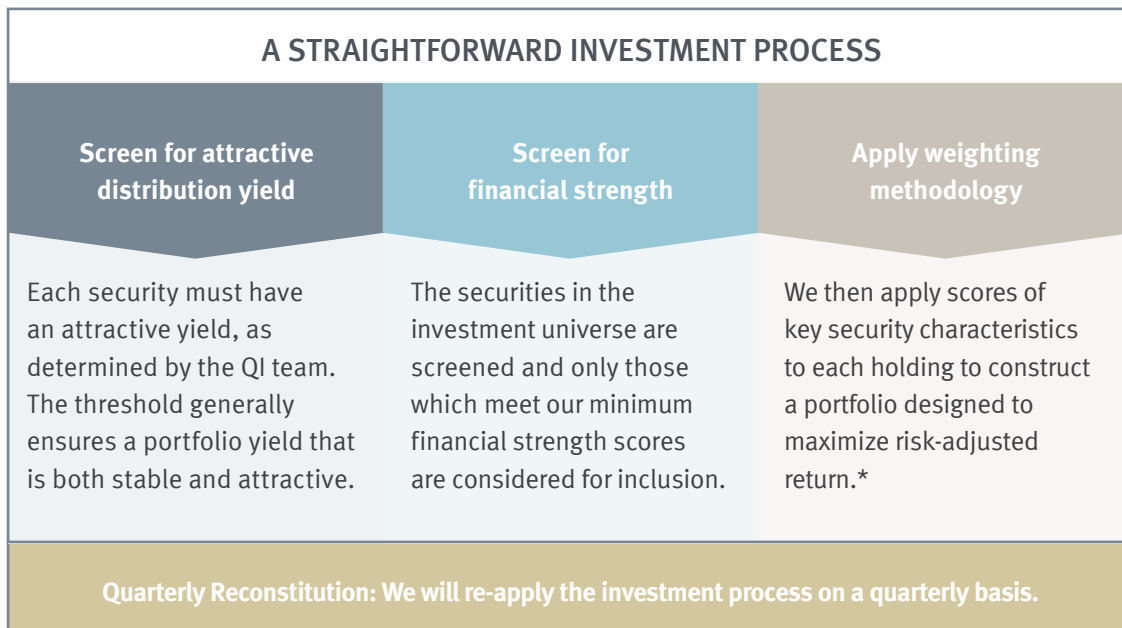 A STRAIGHTFORWARD INVESTMENT PROCESS
Screen for attractive
distribution yield
Each security must have
an attractive yield, as
determined by the QI team.
The threshold generally
ensures a portfolio yield that
is both stable and attractive.
Screen for
financial strength
The securities in the
investment universe are
screened and only those
which meet our minimum
financial strength scores
are considered for inclusion.
Apply weighting
methodology
We then apply scores of
key security characteristics
to each holding to construct
a portfolio designed to
maximize risk-adjusted
return.*
Quarterly Reconstitution: We will re-apply the investment process on a quarterly basis.